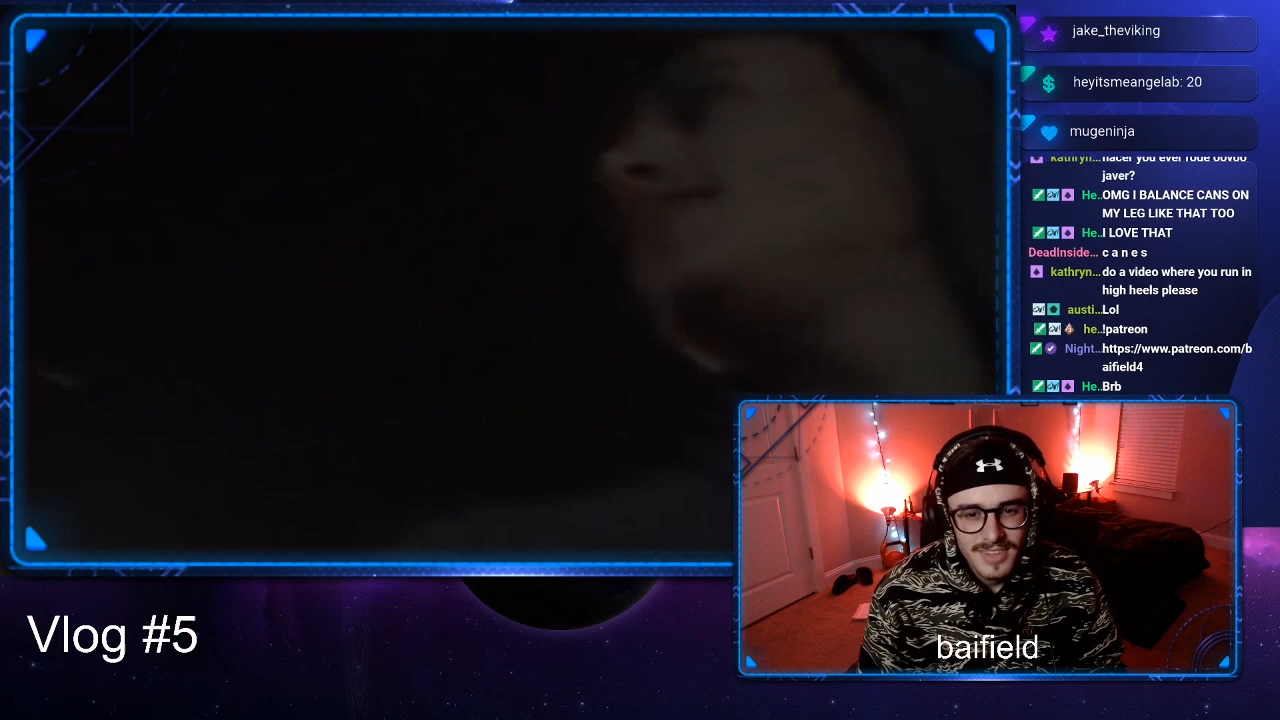 jake_theviking
heyitsmeangelab: 20
mugeninja
kathryn...
javer?
He..OMG I BALANCE CANS ON
MY LEG LIKE THAT TOO
He..I LOVE THAT
DeadInside... c a n e s
kathryn...do a video where you run in
high heels please
austi...Lol
he..!patreon
Night...https://www.patreon.com/b
aifield4
He..Brb
Vlog #5
baifield